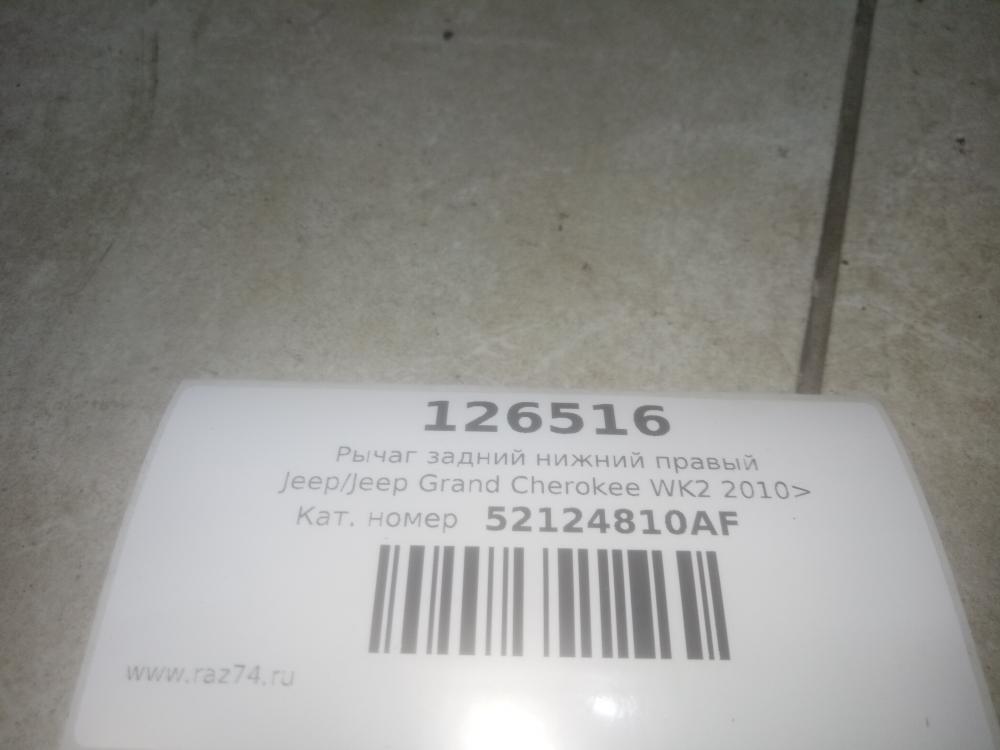 126516
Рычаг задний нижний правый
Jeep/Jeep Grand Cherokee WK2 2010>
Кат. номер 52124810AF
www.raz74.ru